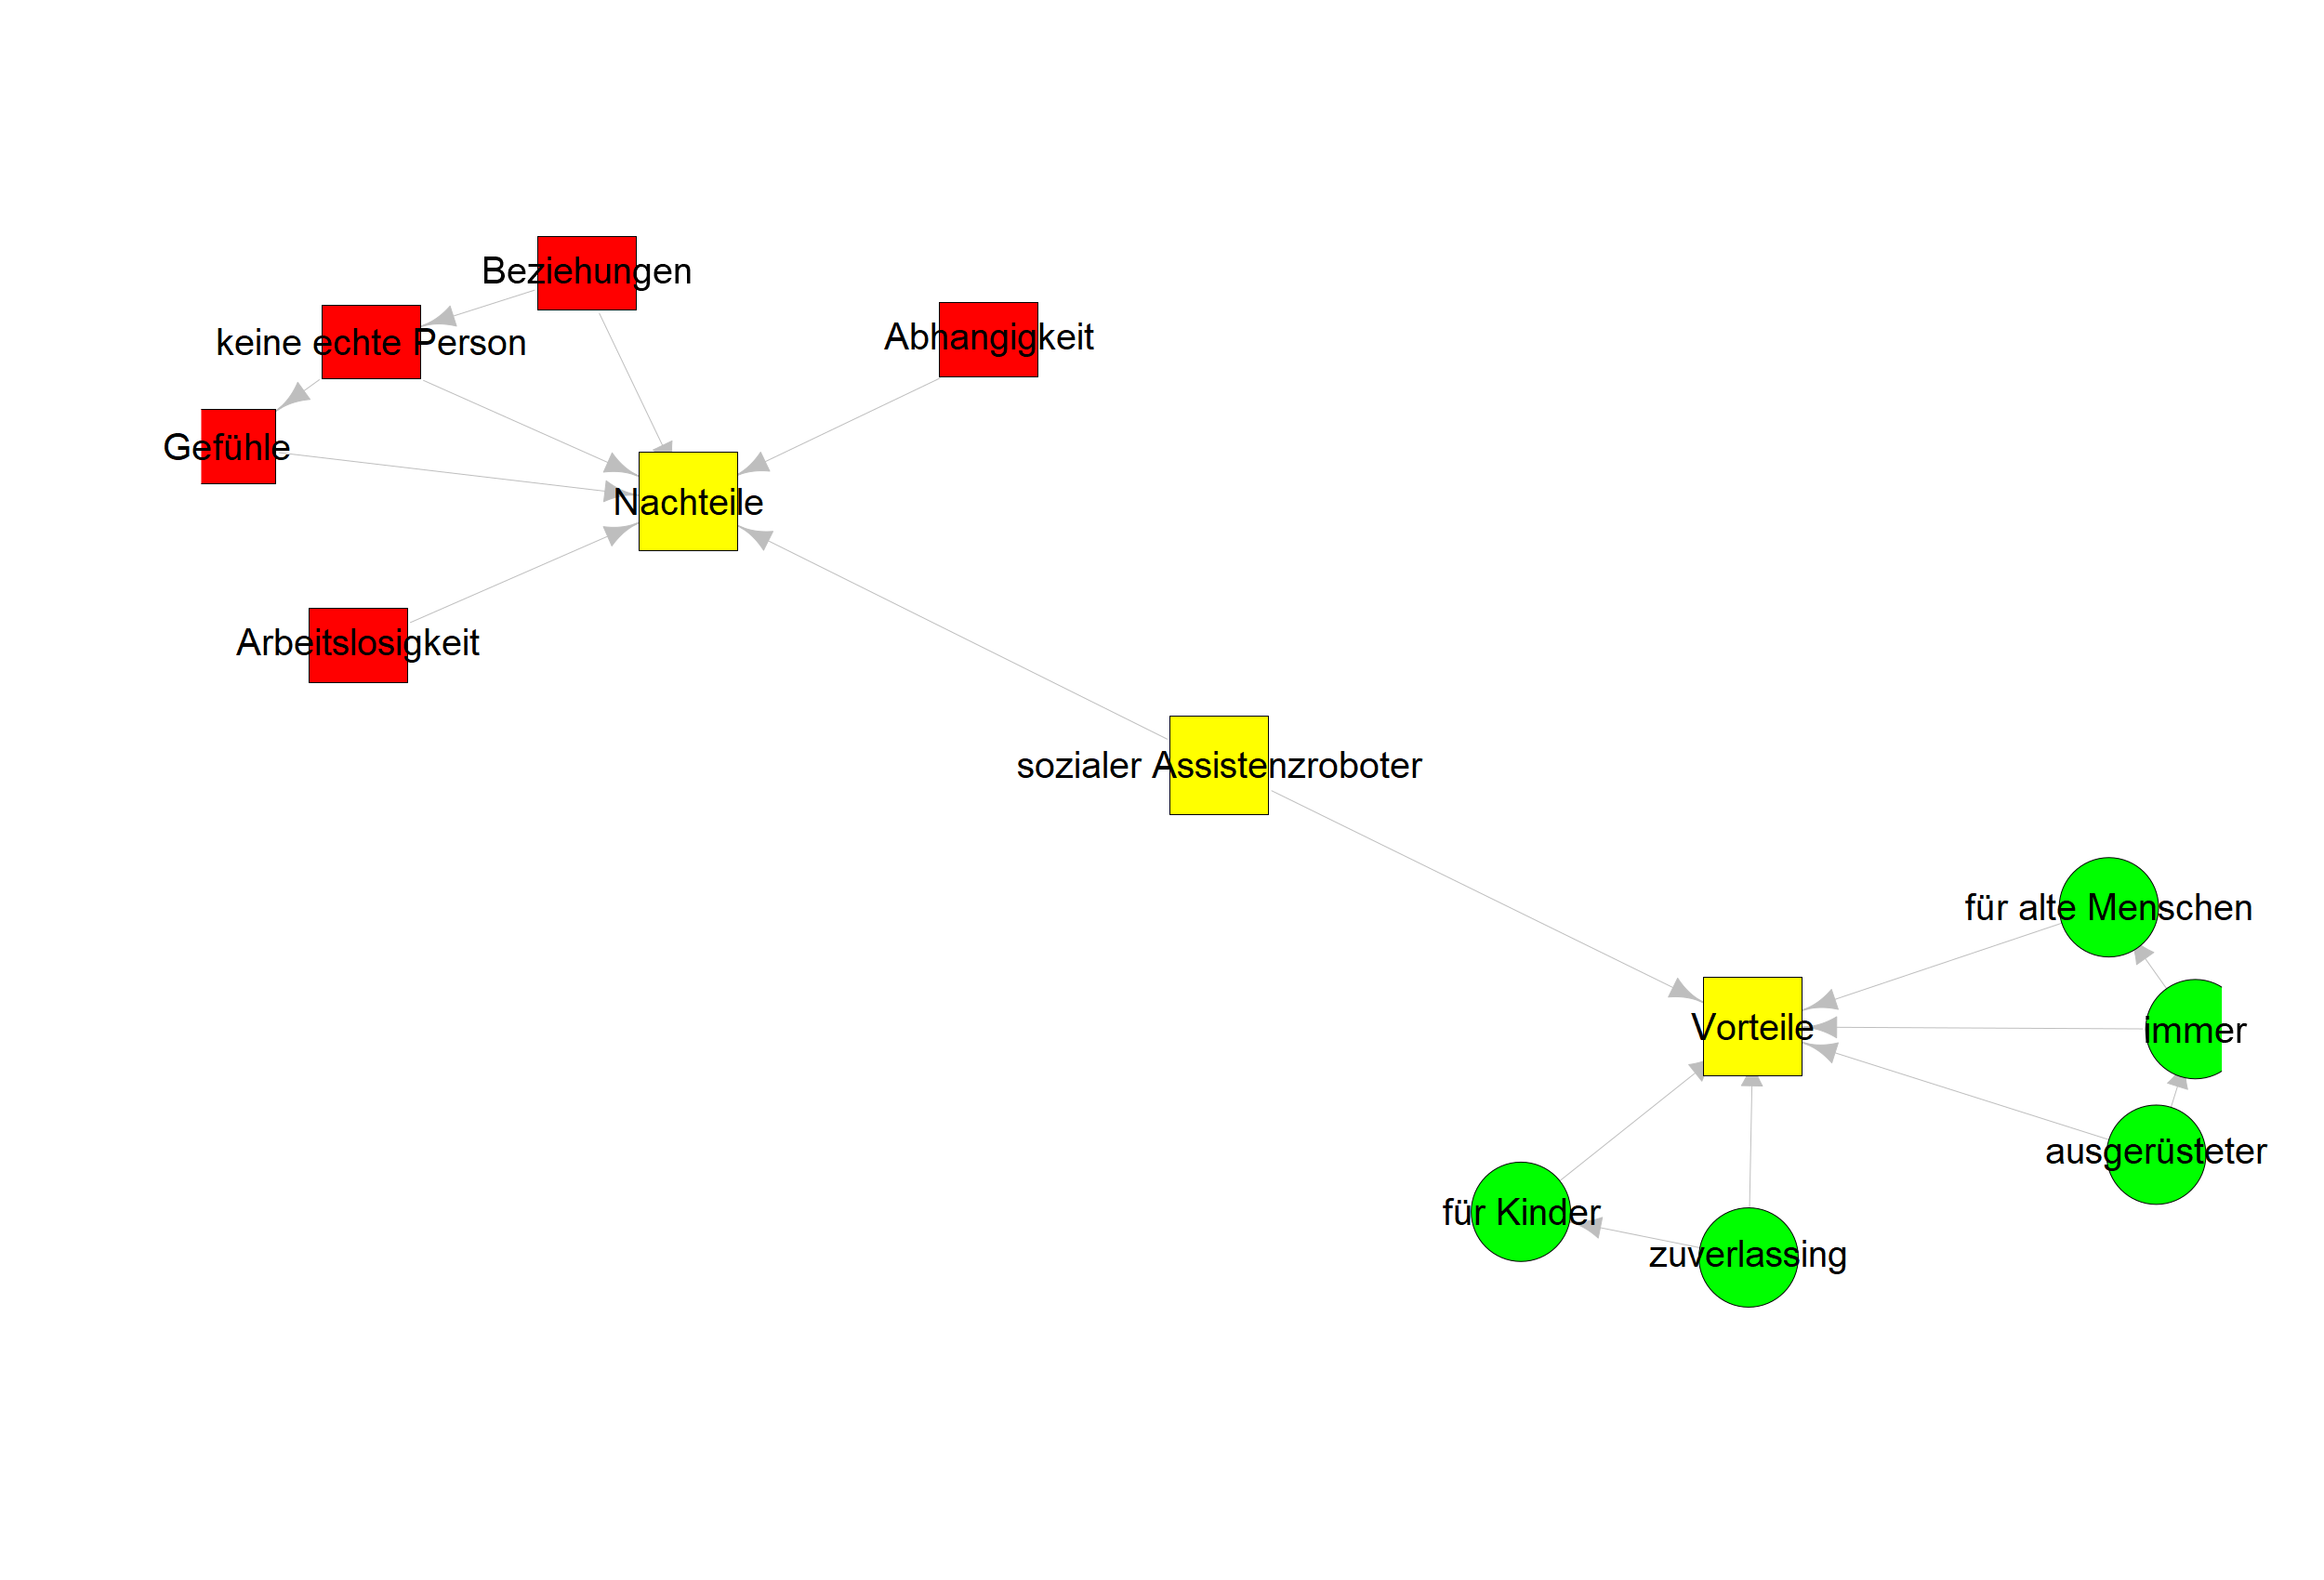 Beziehungen
Abhangigkeit
keine echte Person
Gefühle
Nachteile
Arbeitslosigkeit
sozialer Assistenzroboter
für alte Menschen
Vorteile
immer
ausgerüsteter
für Kinder
zuverlassing